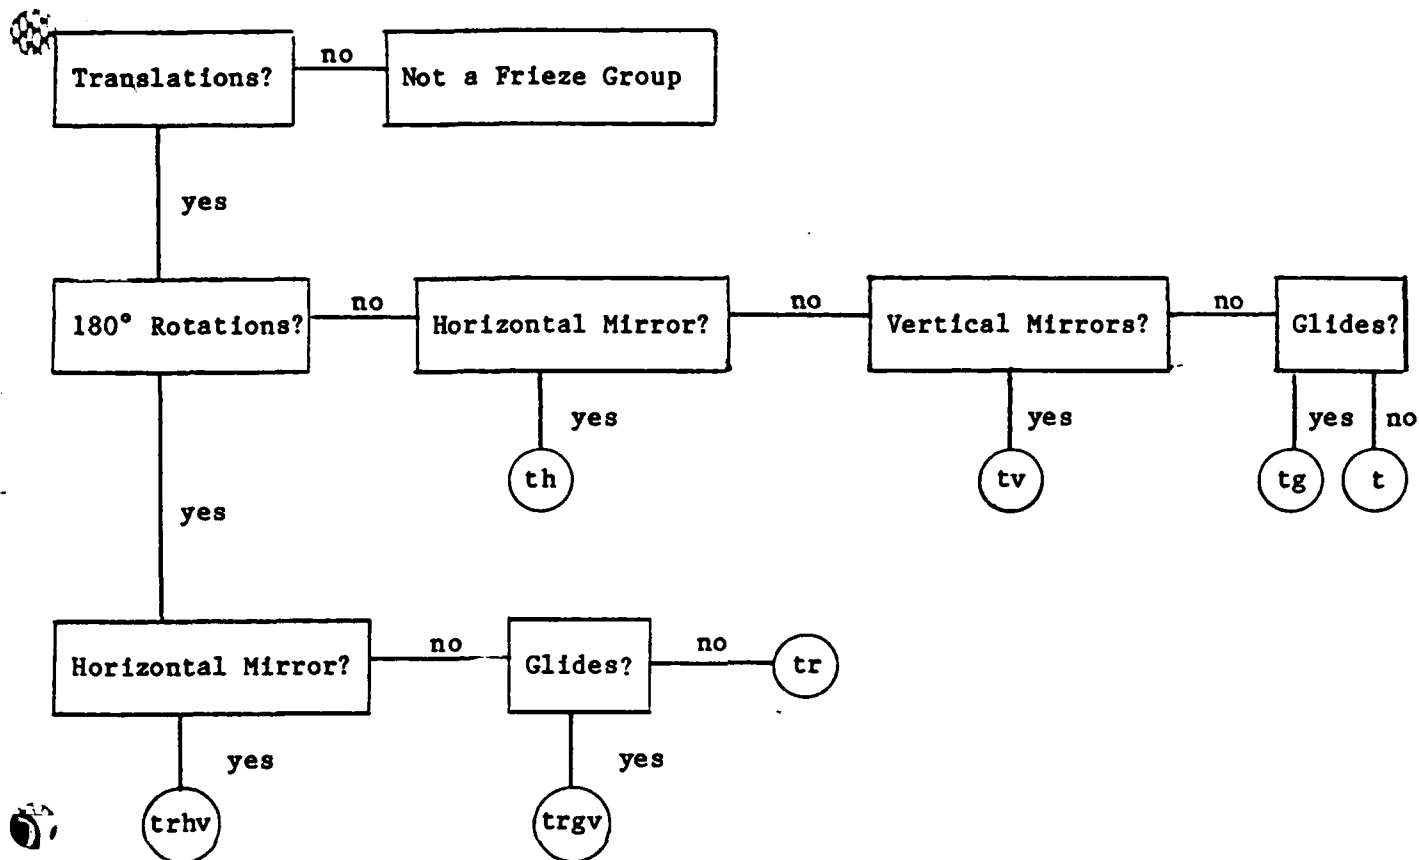 Translations?
no
Not a Frieze Group
yes
180° Rotations?
no
Horizontal Mirror?
no
Vertical Mirrors?
no
Glides?
yes
yes
yes
no
th
tv
tg
t
yes
Horizontal Mirror?
no
Glides?
no
tr
yes
yes
trhv
trgv